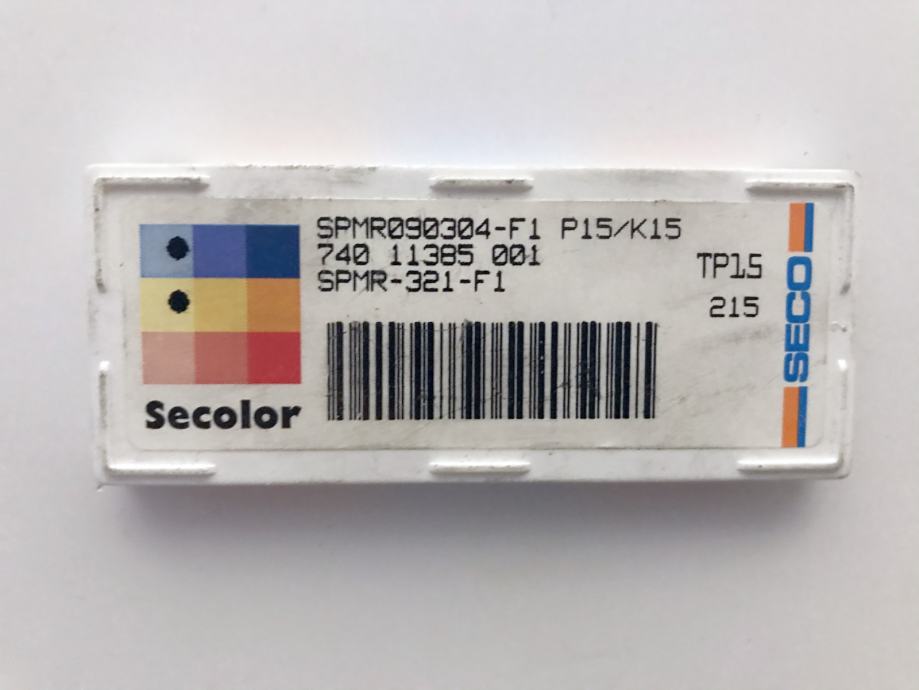 SPMR090304-F1 P15/K15
740 11385 001
SPMR-321-F1
TP15
215
SECO
Secolor